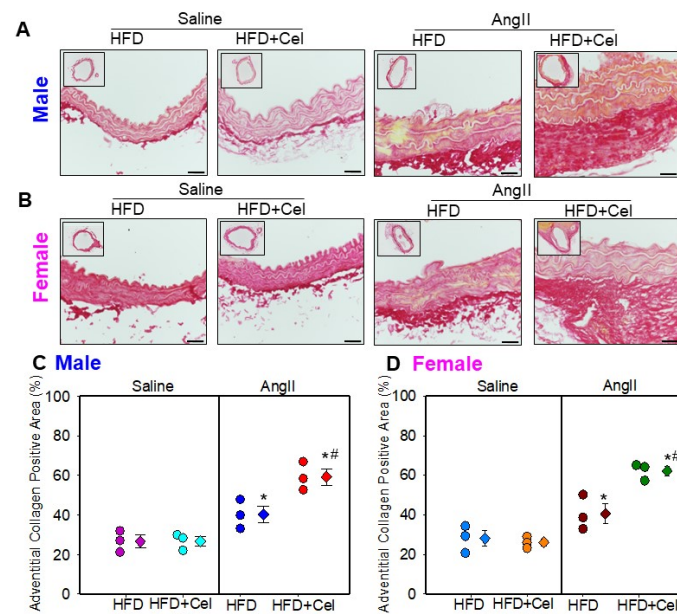 A
Saline
AngII
HFD
HFD+Cel
HFD
HFD+Cel
Male
B
Saline
AngII
HFD
HFD+Cel
HFD
HFD+Cel
Female
C Male
Saline
AngII
Adventitial Collagen Positive Area (%)
100
80
60
40
20
0
*
*#
HFD
HFD+Cel
HFD
HFD+Cel
D Female
Saline
AngII
Adventitial Collagen Positive Area (%)
100
80
60
40
20
0
*
*#
HFD
HFD+Cel
HFD
HFD+Cel